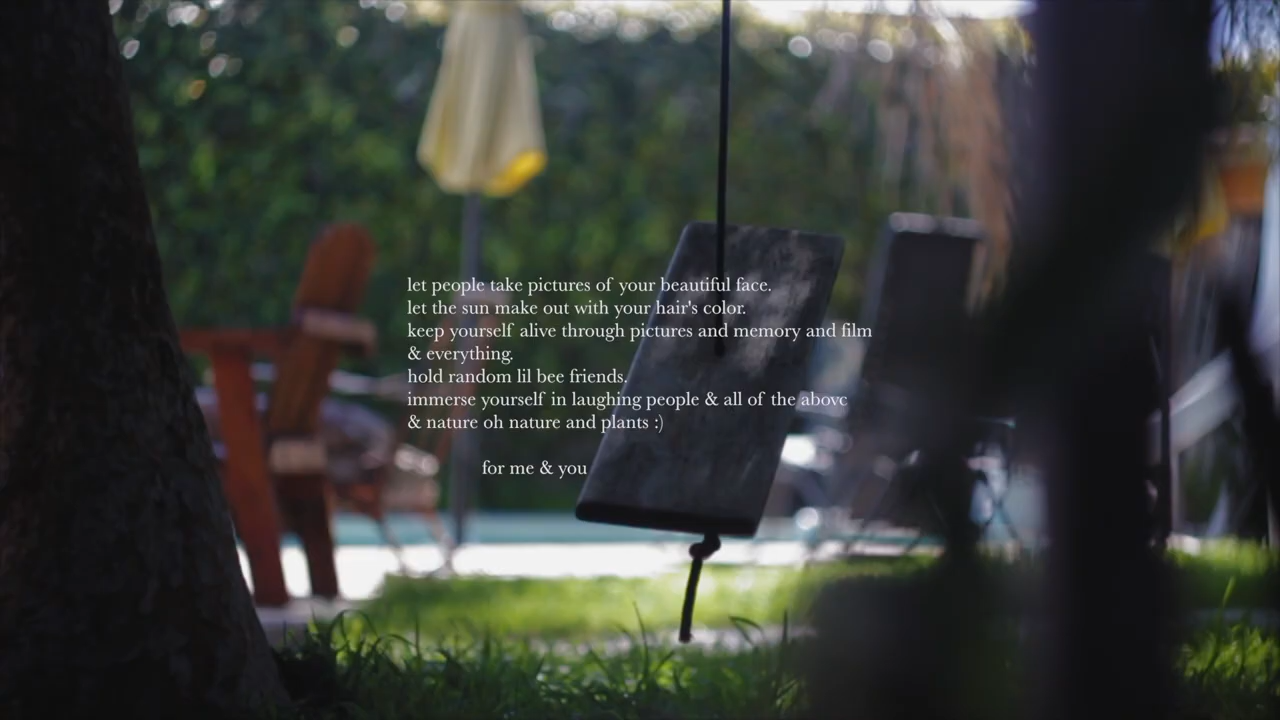 let people take pictures of your beautiful face.
let the sun make out with your hair's color.
keep yourself alive through pictures and memory and film
& everything.
hold random lil bee friends.
immerse yourself in laughing people & all of the above
& nature oh nature and plants :)
for me & you